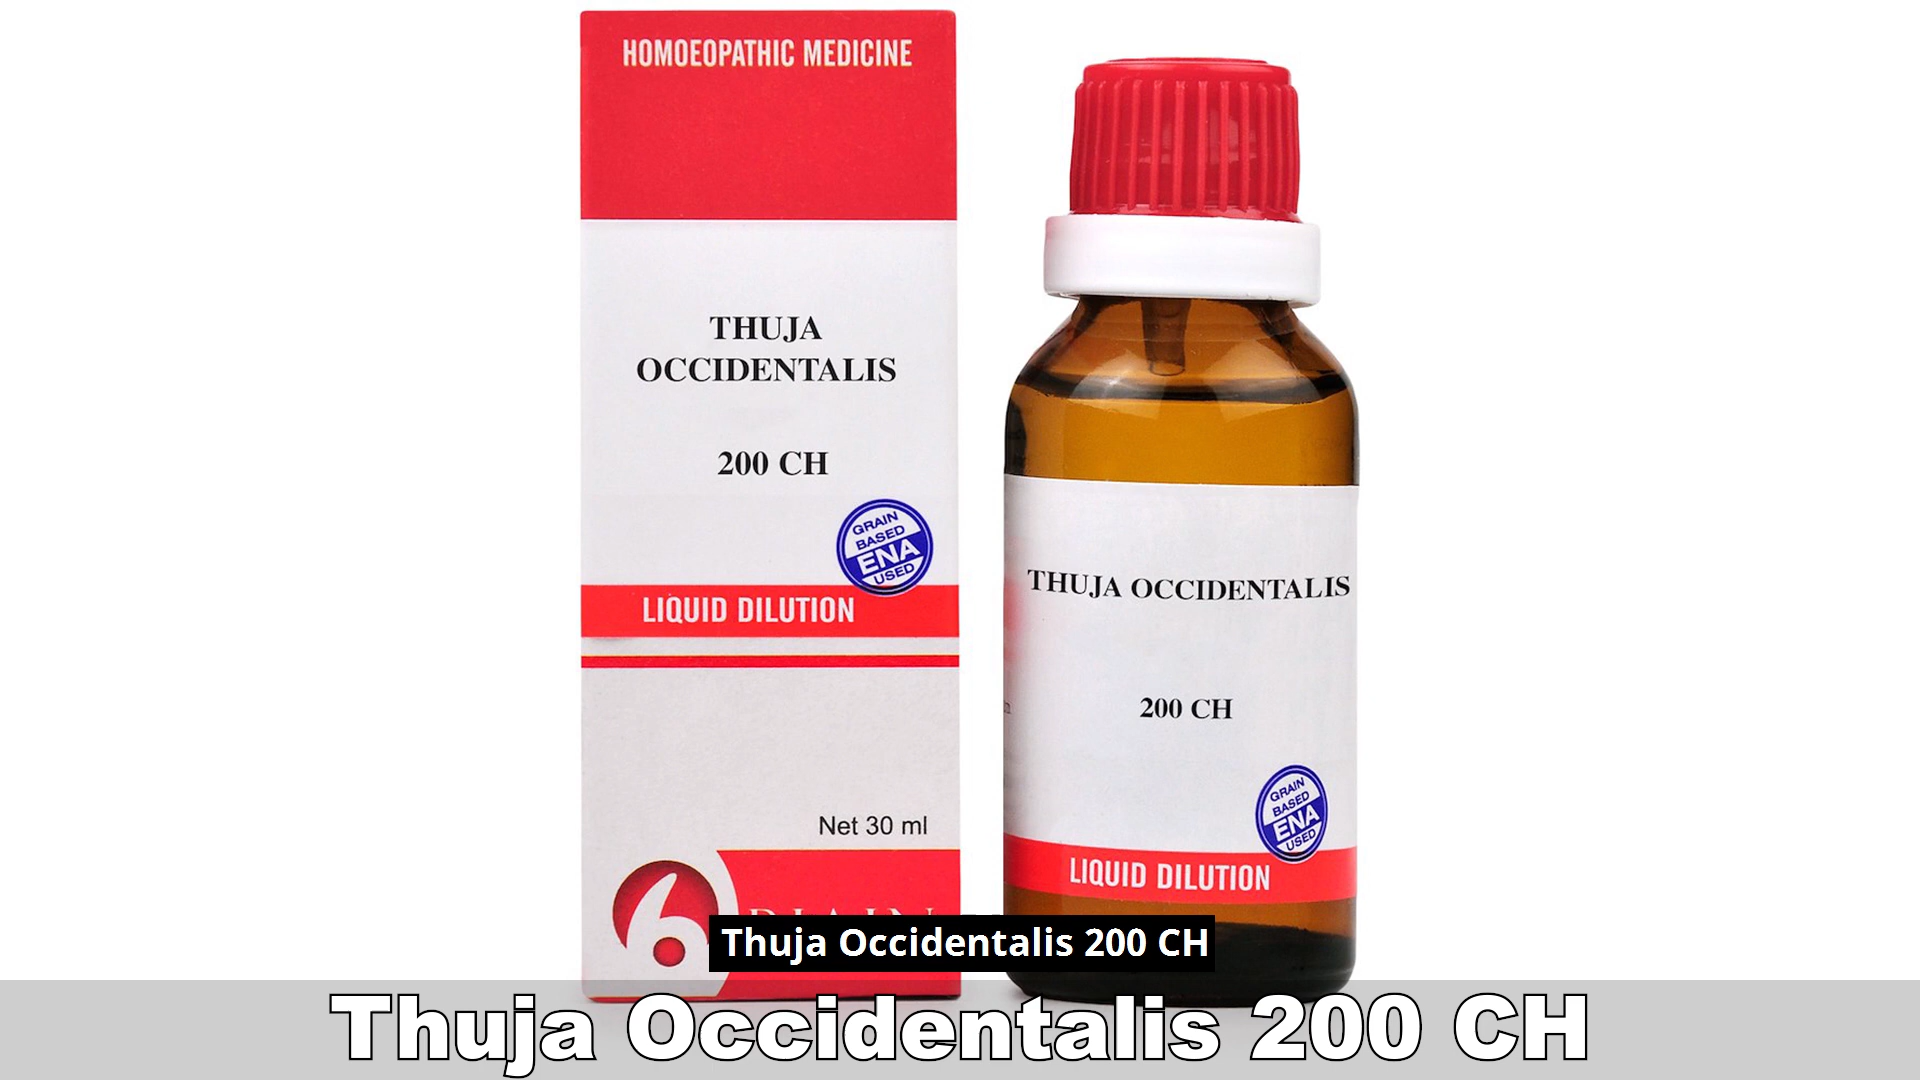 HOMOEOPATHIC MEDICINE
THUJA
OCCIDENTALIS
200 CH
GRAIN
BASED
ENA
USED
LIQUID DILUTION
Net 30 ml
THUJA OCCIDENTALIS
200 CH
GRAIN
BASED
ENA
USED
LIQUID DILUTION
Thuja Occidentalis 200 CH
Thuja Occidentalis 200 CH